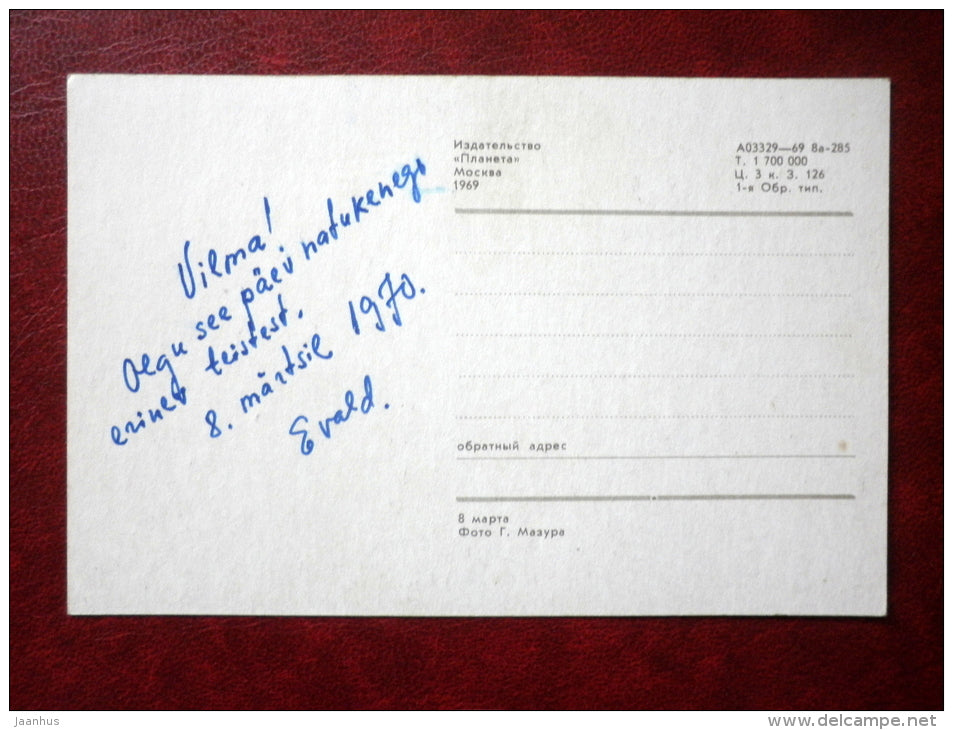 Vilma!
Olgu see päev natukenegi
erinev teistest.
8. märtsil 1970.
Evald.
Издательство
«Планета»
Москва
1969
А03329—69 8а-285
Т. 1 700 000
Ц. 3 к. З. 126
1-я Обр. тип.
обратный адрес
8 марта
Фото Г. Мазура
Jaanhus
www.delcampe.net